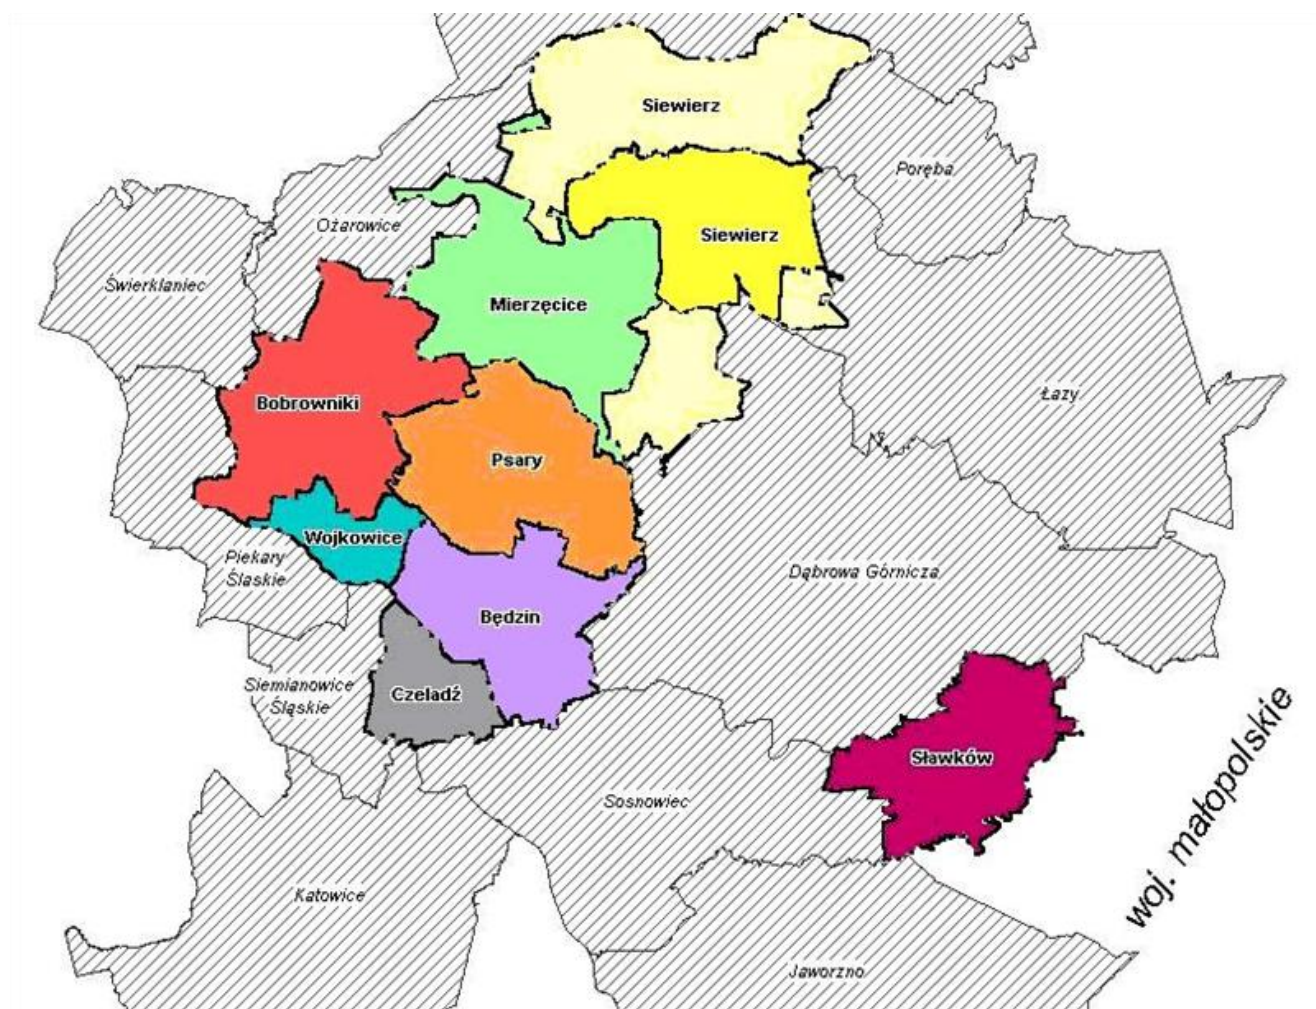 Siewierz
Poręba
Ożarowice
Siewierz
Świerklaniec
Mierzęcice
Łazy
Bobrowniki
Psary
Wojkowice
Piekary
Śląskie
Dąbrowa Górnicza
Będzin
Siemianowice
Śląskie
Czeladź
Sławków
woj. małopolskie
Sosnowiec
Katowice
Jaworzno